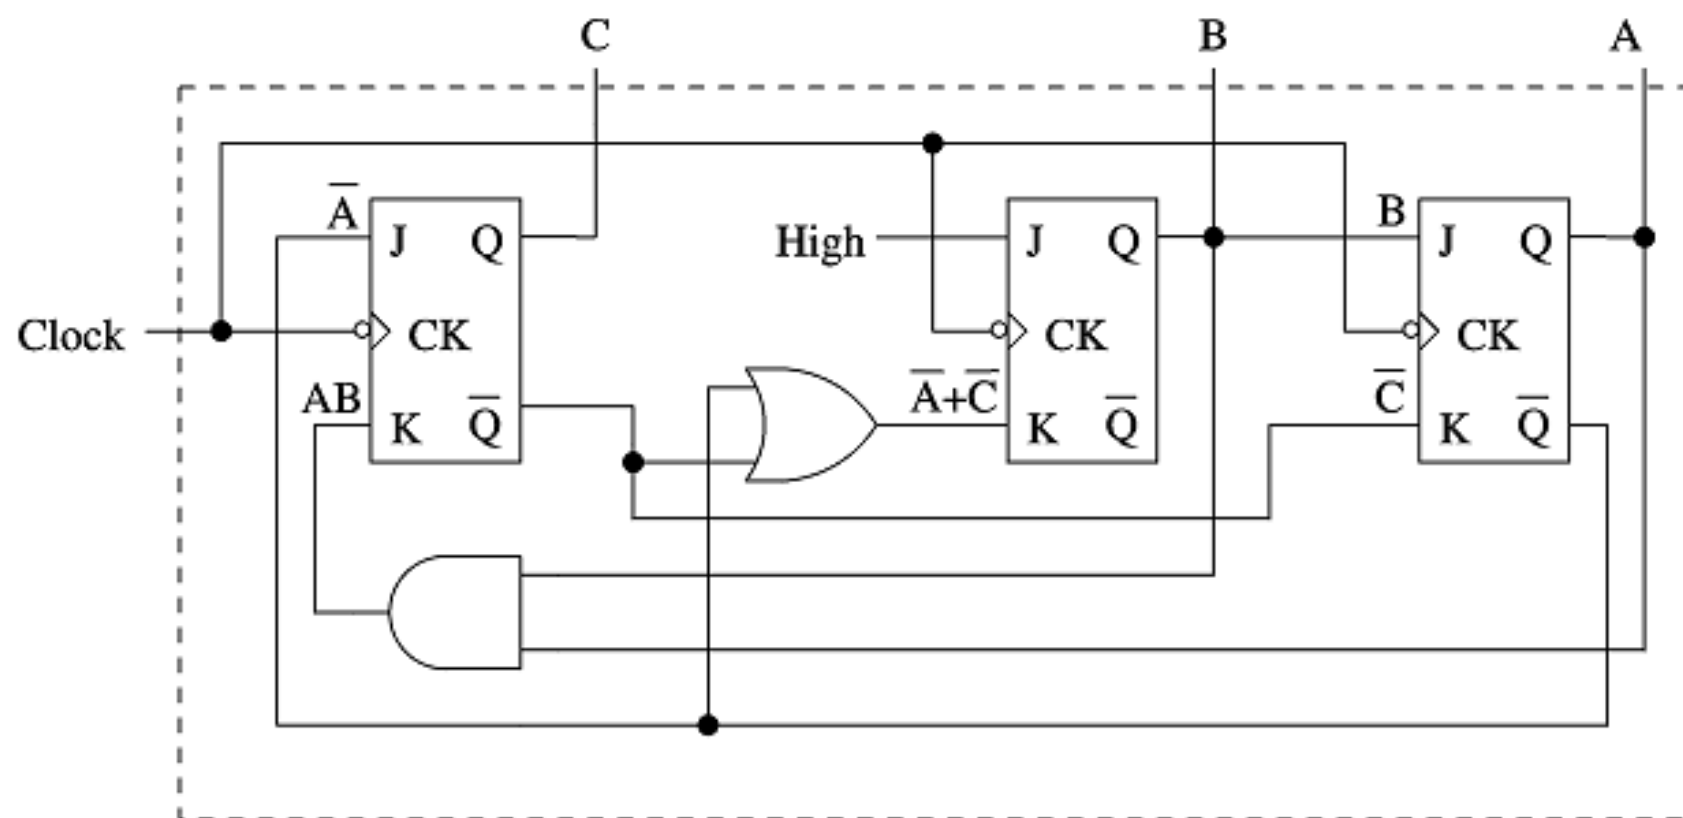 C B A
A̅ B
J Q High J Q J Q
Clock CK CK CK
AB A̅+C̅ C̅
K Q̅ K Q̅ K Q̅